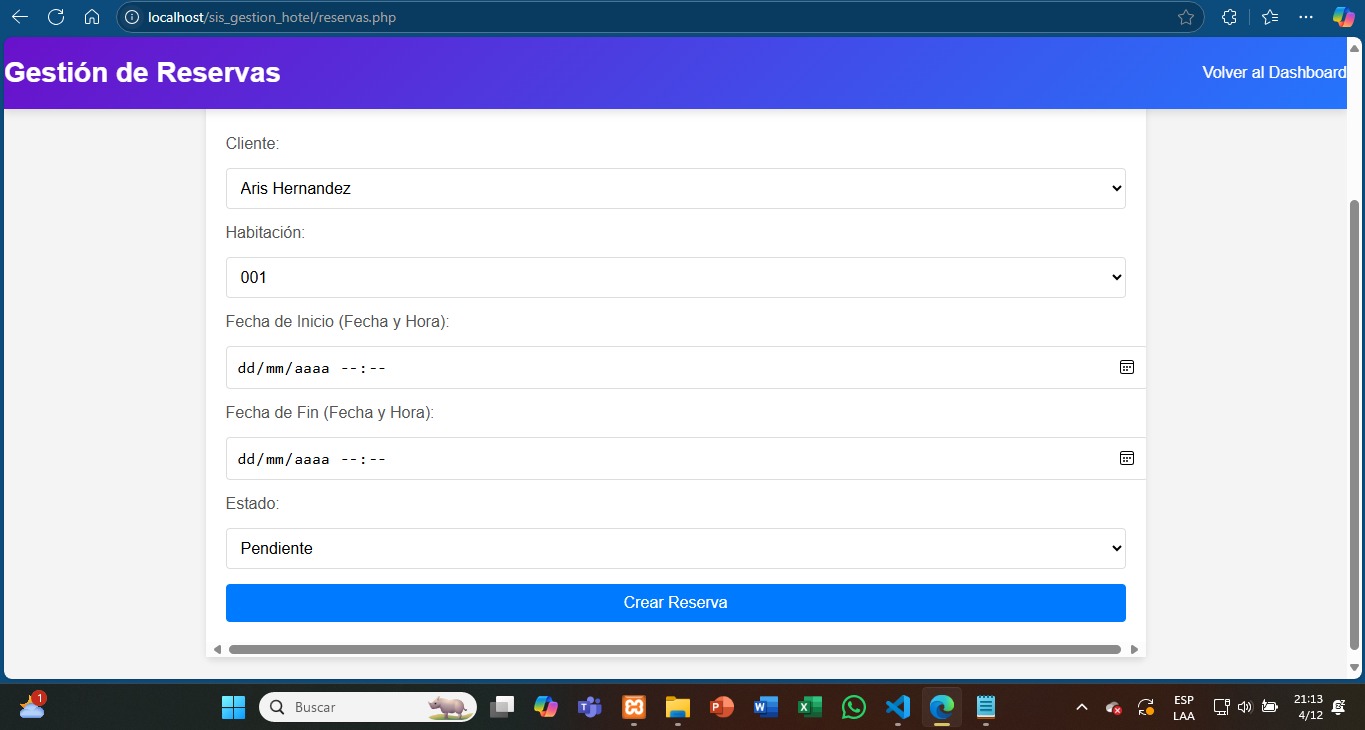 localhost/sis_gestion_hotel/reservas.php
Gestión de Reservas
Volver al Dashboard
Cliente:
Aris Hernandez
Habitación:
001
Fecha de Inicio (Fecha y Hora):
dd/mm/aaaa --:--
Fecha de Fin (Fecha y Hora):
dd/mm/aaaa --:--
Estado:
Pendiente
Crear Reserva
1
Buscar
ESP
LAA
21:13
4/12